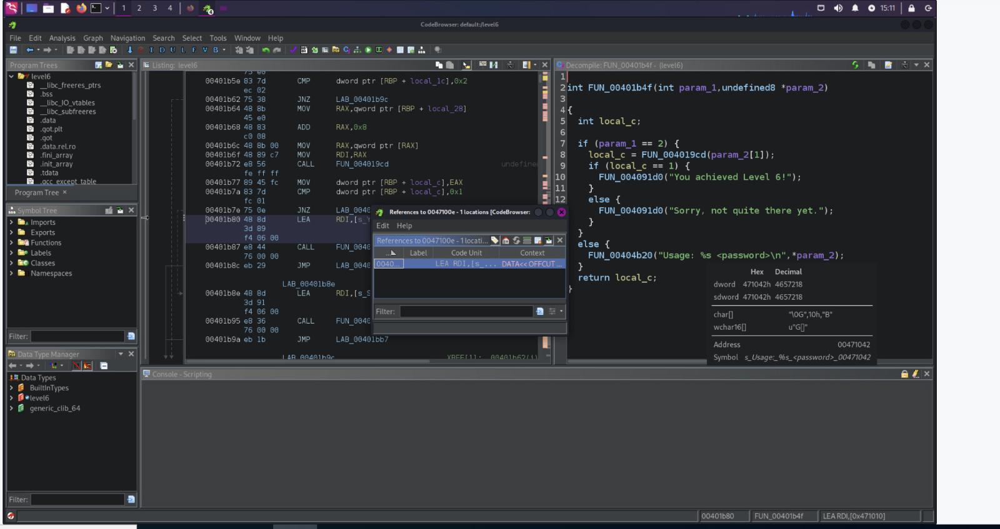 1 2 3 4 4 15:11
CodeBrowser: default:/level6
File Edit Analysis Graph Navigation Search Select Tools Window Help
I D U L F V B
Program Trees
level6
__libc_freeres_ptrs
.bss
__libc_IO_vtables
__libc_subfreeres
.data
.got.plt
.got
.data.rel.ro
.fini_array
.init_array
.tdata
.gcc_except_table
Program Tree ×
Symbol Tree
Imports
Exports
Functions
Labels
Classes
Namespaces
Filter:
Data Type Manager
Data Types
BuiltInTypes
level6
generic_clib_64
Filter:
Listing: level6
75 e0
00401b5e 83 7d CMP dword ptr [RBP + local_1c],0x2
ec 02
00401b62 75 38 JNZ LAB_00401b9c
00401b64 48 8b MOV RAX,qword ptr [RBP + local_28]
45 e0
00401b68 48 83 ADD RAX,0x8
c0 08
00401b6c 48 8b 00 MOV RAX,qword ptr [RAX]
00401b6f 48 89 c7 MOV RDI,RAX
00401b72 e8 56 CALL FUN_004019cd undefine
fe ff ff
00401b77 89 45 fc MOV dword ptr [RBP + local_c],EAX
00401b7a 83 7d CMP dword ptr [RBP + local_c],0x1
fc 01
00401b7e 75 0e JNZ LAB_0040
00401b80 48 8d LEA RDI,[s_Y
3d 89
f4 06 00
00401b87 e8 44 CALL FUN_004
76 00 00
00401b8c eb 29 JMP LAB_004
LAB_00401b8e
00401b8e 48 8d LEA RDI,[s_S
3d 91
f4 06 00
00401b95 e8 36 CALL FUN_004
76 00 00
00401b9a eb 1b JMP LAB_00401bb7
LAB_00401b9c XREF[1]: 00401b62(j)
References to 0047100e - 1 locations [CodeBrowser:
Edit Help
References to 0047100e - 1 locati...
... Label Code Unit Context
0040... LEA RDI,[s_... DATA<< OFFCUT ...
Filter:
Decompile: FUN_00401b4f - (level6)
1
2 int FUN_00401b4f(int param_1,undefined8 *param_2)
3
4 {
5 int local_c;
6
7 if (param_1 == 2) {
8 local_c = FUN_004019cd(param_2[1]);
9 if (local_c == 1) {
10 FUN_004091d0("You achieved Level 6!");
11 }
12 else {
FUN_004091d0("Sorry, not quite there yet.");
}
}
else {
FUN_00404b20("Usage: %s <password>\n",*param_2);
}
return local_c;
}
Hex Decimal
dword 471042h 4657218
sdword 471042h 4657218
char[] "\0G",10h,"B"
wchar16[] u"G[]"
Address 00471042
Symbol s_Usage:_%s_<password>_00471042
Console - Scripting
00401b80 FUN_00401b4f LEA RDI,[0x471010]